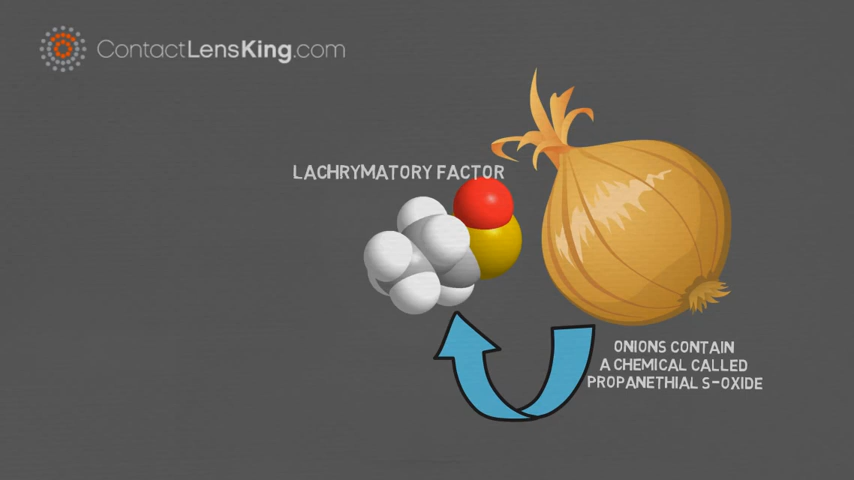 ContactLensKing.com
LACHRYMATORY FACTOR
ONIONS CONTAIN
A CHEMICAL CALLED
PROPANETHIAL S-OXIDE